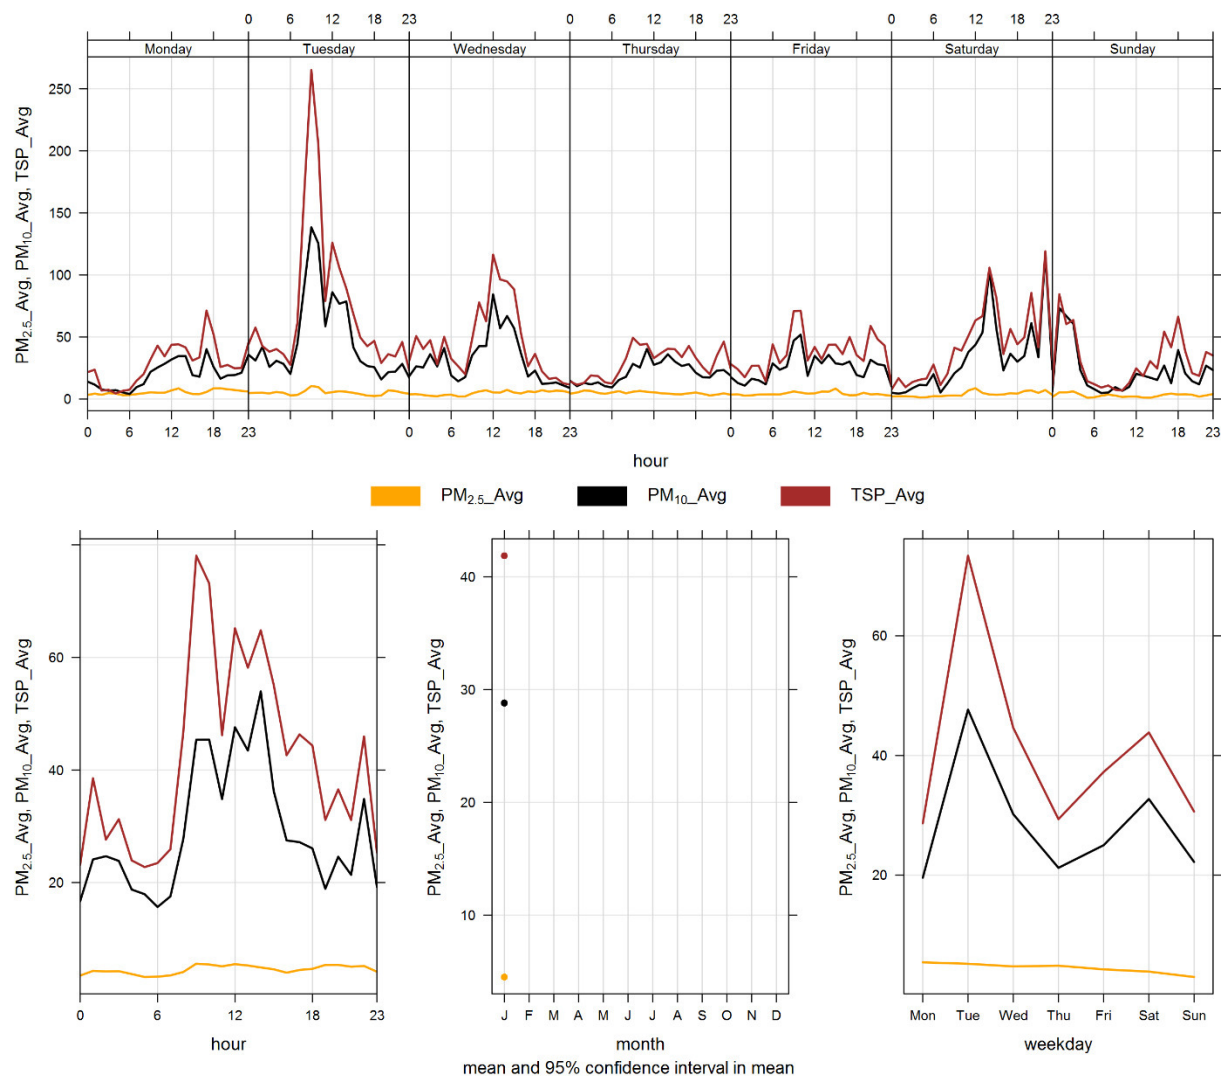 0 6 12 18 23 0 6 12 18 23 0 6 12 18 23
Monday Tuesday Wednesday Thursday Friday Saturday Sunday
250
200
150
100
50
0
PM2.5_Avg, PM10_Avg, TSP_Avg
0 6 12 18 23 0 6 12 18 23 0 6 12 18 23 0 6 12 18 23
hour
PM2.5_Avg PM10_Avg TSP_Avg
60
40
20
PM2.5_Avg, PM10_Avg, TSP_Avg
0 6 12 18 23
hour
40
30
20
10
PM2.5_Avg, PM10_Avg, TSP_Avg
J F M A M J J A S O N D
month
60
40
20
PM2.5_Avg, PM10_Avg, TSP_Avg
Mon Tue Wed Thu Fri Sat Sun
weekday
mean and 95% confidence interval in mean